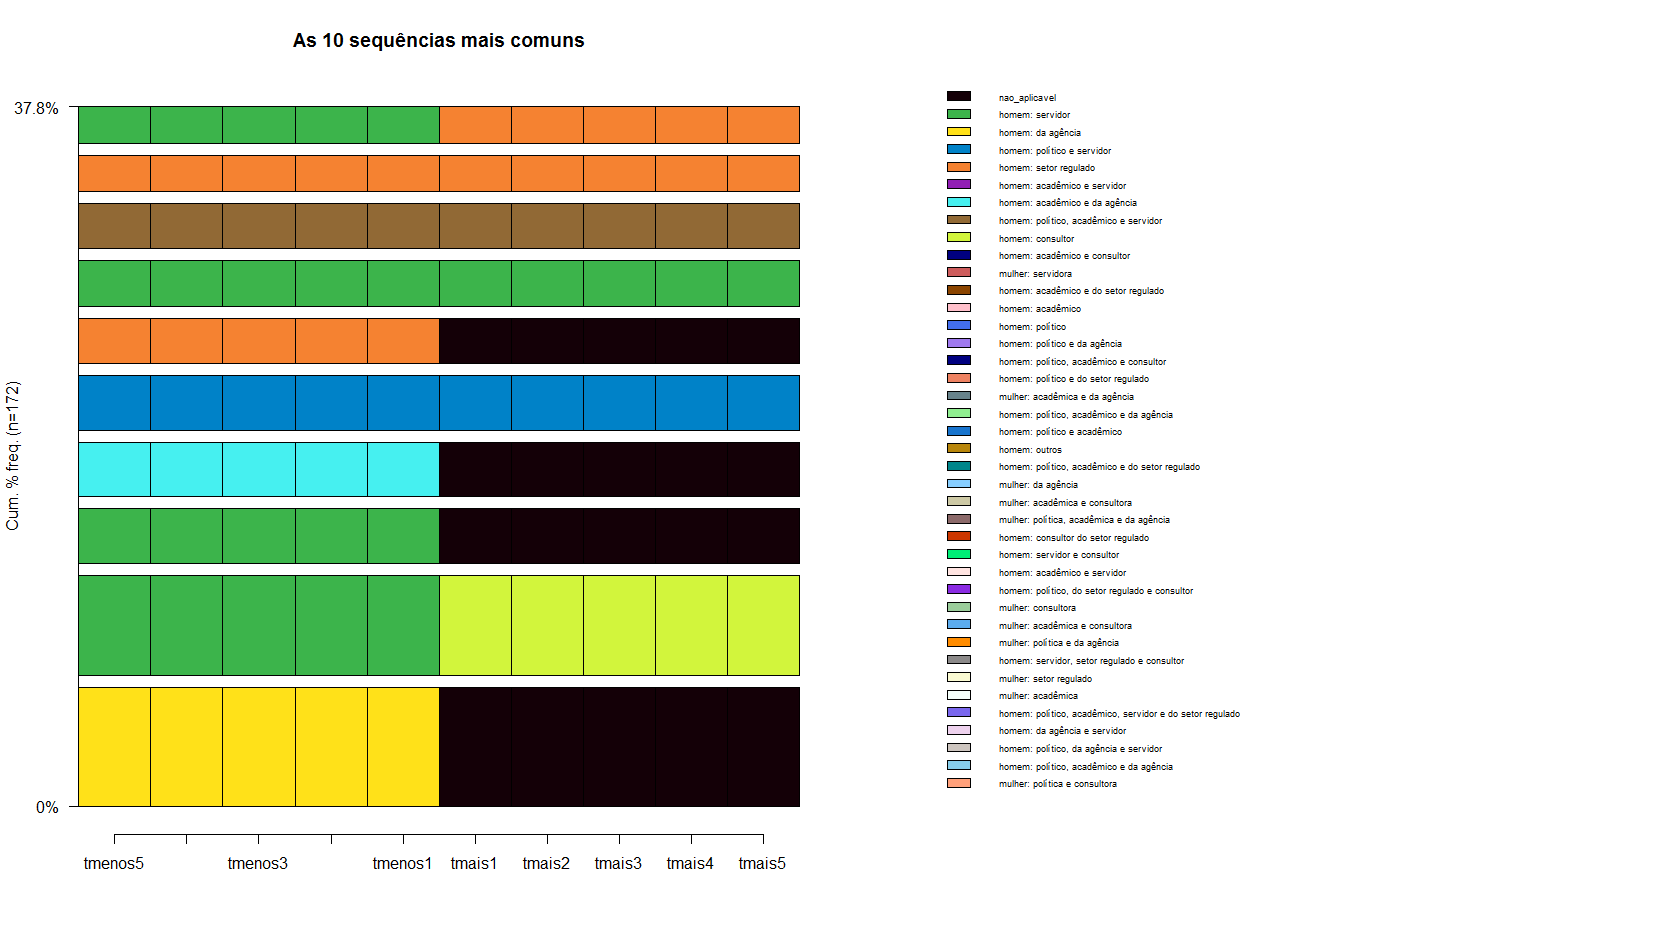 As 10 sequências mais comuns
37.8%
0%
Cum. % freq. (n=172)
tmenos5
tmenos3
tmenos1
tmais1
tmais2
tmais3
tmais4
tmais5
nao_aplicavel
homem: servidor
homem: da agência
homem: político e servidor
homem: setor regulado
homem: acadêmico e servidor
homem: acadêmico e da agência
homem: político, acadêmico e servidor
homem: consultor
homem: acadêmico e consultor
mulher: servidora
homem: acadêmico e do setor regulado
homem: acadêmico
homem: político
homem: político e da agência
homem: político, acadêmico e consultor
homem: político e do setor regulado
mulher: acadêmica e da agência
homem: político, acadêmico e da agência
homem: político e acadêmico
homem: outros
homem: político, acadêmico e do setor regulado
mulher: da agência
mulher: acadêmica e consultora
mulher: política, acadêmica e da agência
homem: consultor do setor regulado
homem: servidor e consultor
homem: acadêmico e servidor
homem: político, do setor regulado e consultor
mulher: consultora
mulher: acadêmica e consultora
mulher: política e da agência
homem: servidor, setor regulado e consultor
mulher: setor regulado
mulher: acadêmica
homem: político, acadêmico, servidor e do setor regulado
homem: da agência e servidor
homem: político, da agência e servidor
homem: político, acadêmico e da agência
mulher: política e consultora